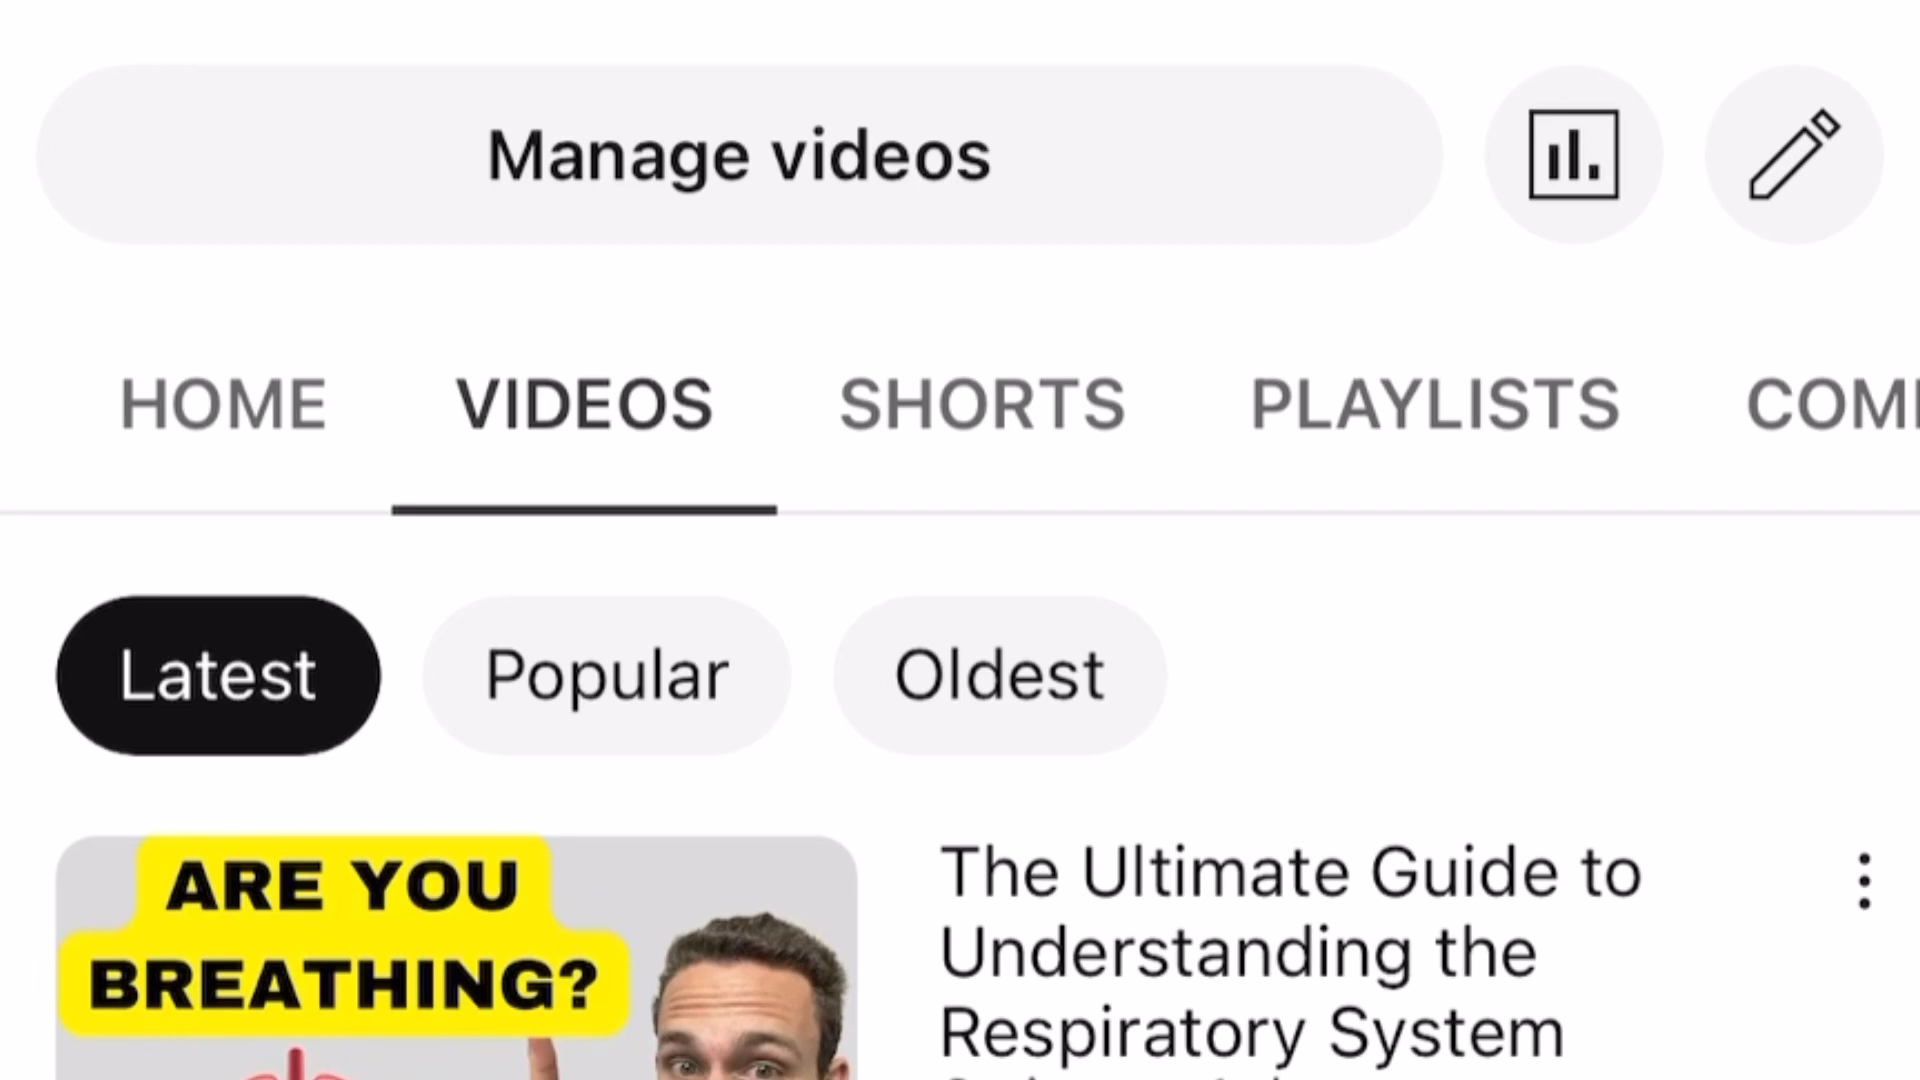 Manage videos
HOME VIDEOS SHORTS PLAYLISTS
Latest Popular Oldest
ARE YOU
BREATHING?
The Ultimate Guide to
Understanding the
Respiratory System